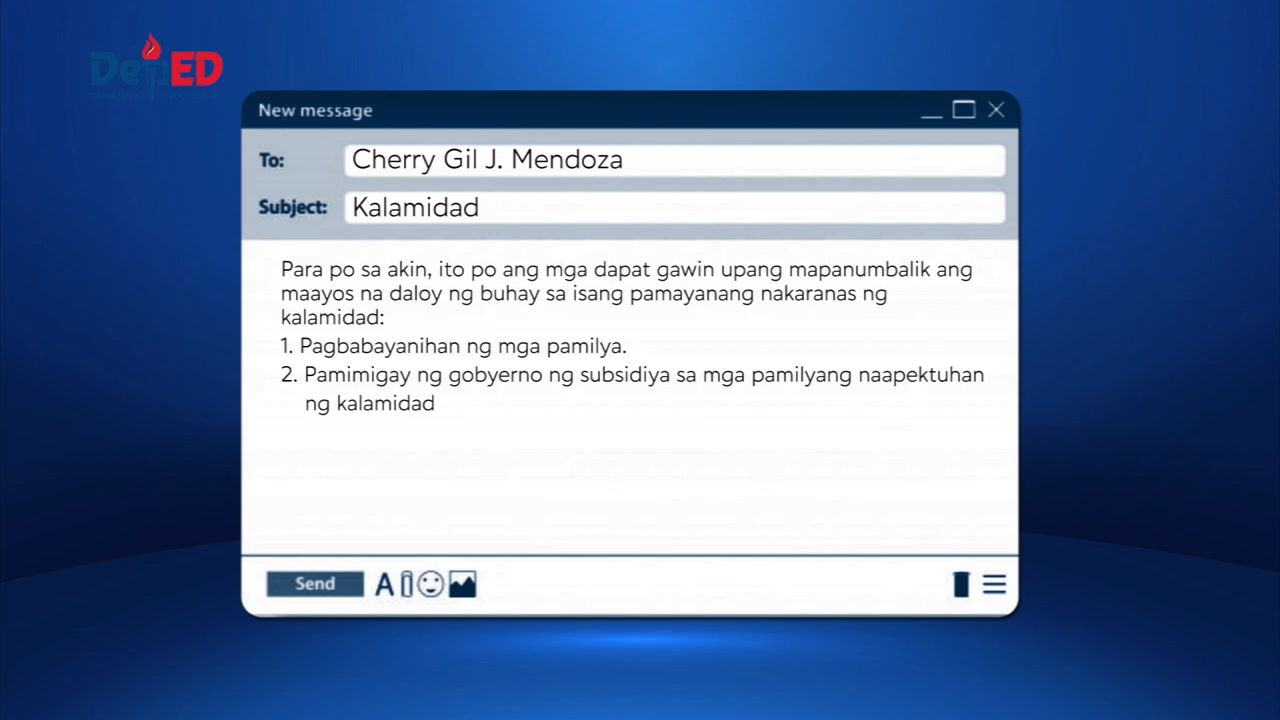 DepED
New message
To: Cherry Gil J. Mendoza
Subject: Kalamidad
Para po sa akin, ito po ang mga dapat gawin upang mapanumbalik ang
maayos na daloy ng buhay sa isang pamayanang nakaranas ng
kalamidad:
1. Pagbabayanihan ng mga pamilya.
2. Pamimigay ng gobyerno ng subsidiya sa mga pamilyang naapektuhan
ng kalamidad
Send